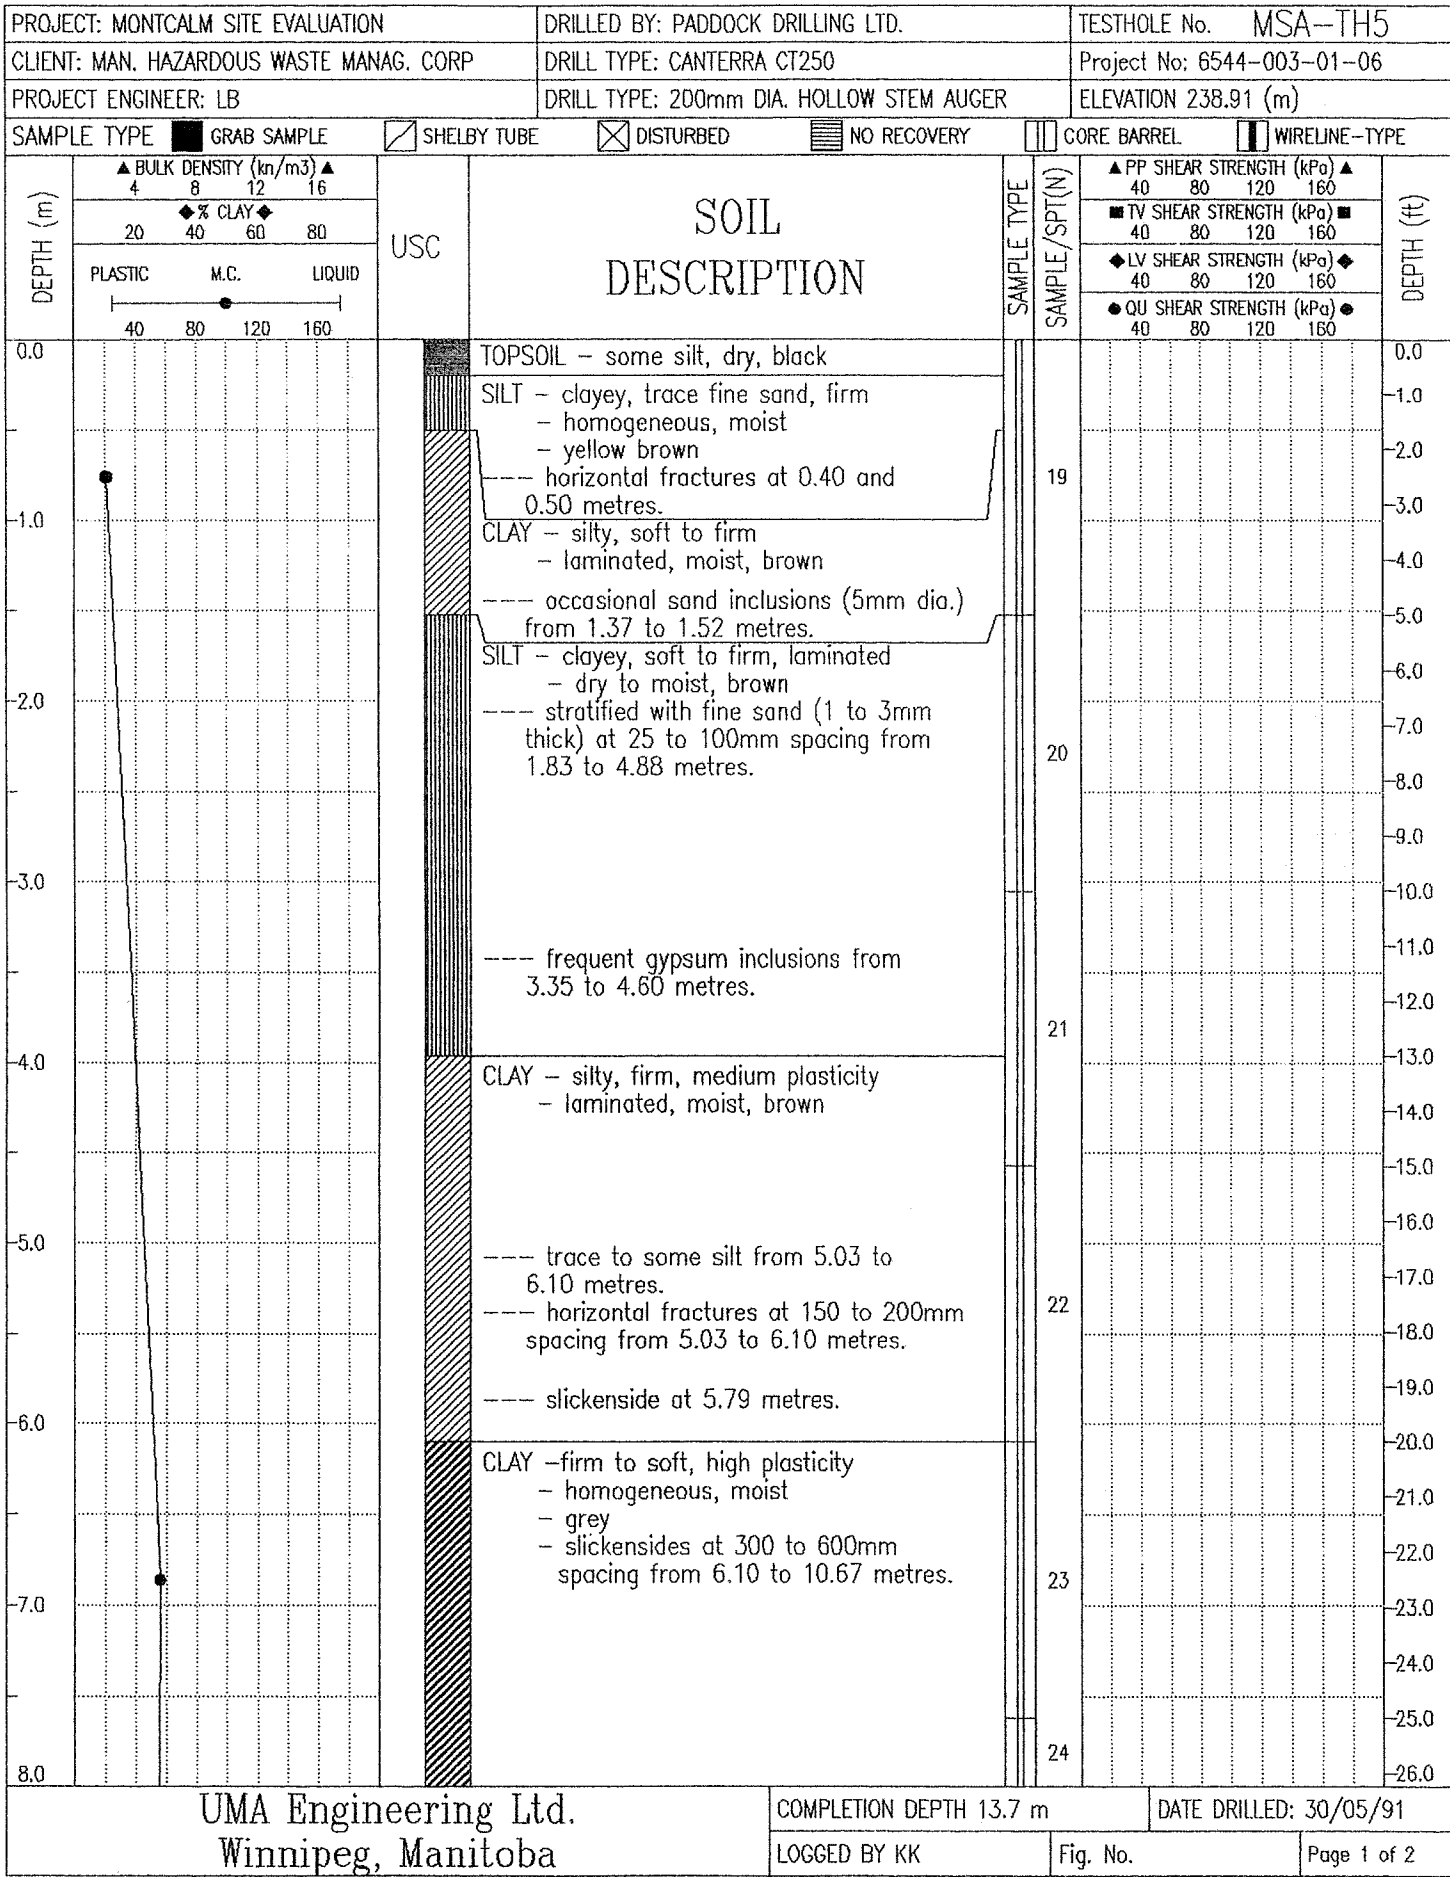 PROJECT: MONTCALM SITE EVALUATION
DRILLED BY: PADDOCK DRILLING LTD.
TESTHOLE No. MSA-TH5
CLIENT: MAN. HAZARDOUS WASTE MANAG. CORP
DRILL TYPE: CANTERRA CT250
Project No: 6544-003-01-06
PROJECT ENGINEER: LB
DRILL TYPE: 200mm DIA. HOLLOW STEM AUGER
ELEVATION 238.91 (m)
SAMPLE TYPE GRAB SAMPLE SHELBY TUBE DISTURBED NO RECOVERY CORE BARREL WIRELINE-TYPE
DEPTH (m)
▲ BULK DENSITY (kn/m3) ▲
4 8 12 16
◆ % CLAY ◆
20 40 60 80
PLASTIC M.C. LIQUID
40 80 120 160
USC
SOIL
DESCRIPTION
SAMPLE TYPE
SAMPLE/SPT(N)
▲ PP SHEAR STRENGTH (kPa) ▲
40 80 120 160
■ TV SHEAR STRENGTH (kPa) ■
40 80 120 160
◆ LV SHEAR STRENGTH (kPa) ◆
40 80 120 160
● QU SHEAR STRENGTH (kPa) ●
40 80 120 160
DEPTH (ft)
0.0
1.0
2.0
3.0
4.0
5.0
6.0
7.0
8.0
TOPSOIL - some silt, dry, black
SILT - clayey, trace fine sand, firm
- homogeneous, moist
- yellow brown
--- horizontal fractures at 0.40 and
0.50 metres.
CLAY - silty, soft to firm
- laminated, moist, brown
--- occasional sand inclusions (5mm dia.)
from 1.37 to 1.52 metres.
SILT - clayey, soft to firm, laminated
- dry to moist, brown
--- stratified with fine sand (1 to 3mm
thick) at 25 to 100mm spacing from
1.83 to 4.88 metres.
--- frequent gypsum inclusions from
3.35 to 4.60 metres.
CLAY - silty, firm, medium plasticity
- laminated, moist, brown
--- trace to some silt from 5.03 to
6.10 metres.
--- horizontal fractures at 150 to 200mm
spacing from 5.03 to 6.10 metres.
--- slickenside at 5.79 metres.
CLAY -firm to soft, high plasticity
- homogeneous, moist
- grey
- slickensides at 300 to 600mm
spacing from 6.10 to 10.67 metres.
19
20
21
22
23
24
0.0
1.0
2.0
3.0
4.0
5.0
6.0
7.0
8.0
9.0
10.0
11.0
12.0
13.0
14.0
15.0
16.0
17.0
18.0
19.0
20.0
21.0
22.0
23.0
24.0
25.0
26.0
UMA Engineering Ltd.
Winnipeg, Manitoba
COMPLETION DEPTH 13.7 m
DATE DRILLED: 30/05/91
LOGGED BY KK
Fig. No.
Page 1 of 2